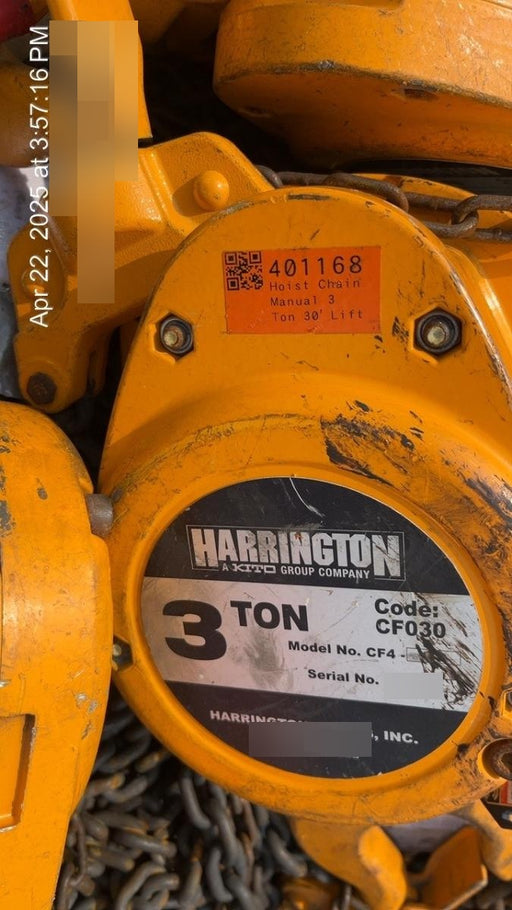 Apr 22, 2025 at 3:57:16 PM
401168
Hoist Chain
Manual 3
Ton 30' Lift
HARRINGTON
A KITO GROUP COMPANY
3 TON
Code:
CF030
Model No. CF4 -
Serial No.
HARRINGTON , INC.